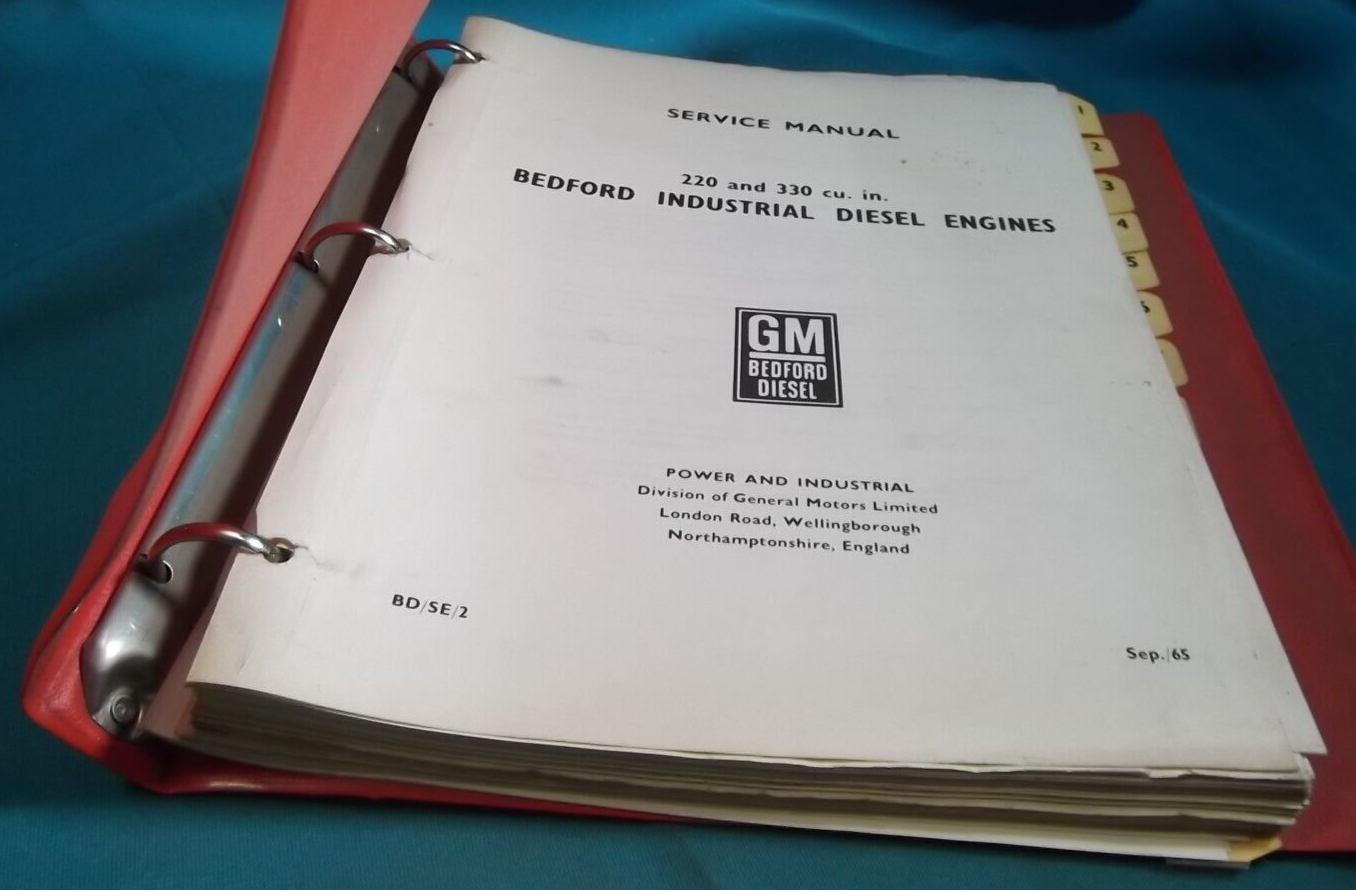 SERVICE MANUAL
220 and 330 cu. in.
BEDFORD INDUSTRIAL DIESEL ENGINES
GM
BEDFORD
DIESEL
POWER AND INDUSTRIAL
Division of General Motors Limited
London Road, Wellingborough
Northamptonshire, England
BD/SE/2
Sep./65
1
2
3
4
5